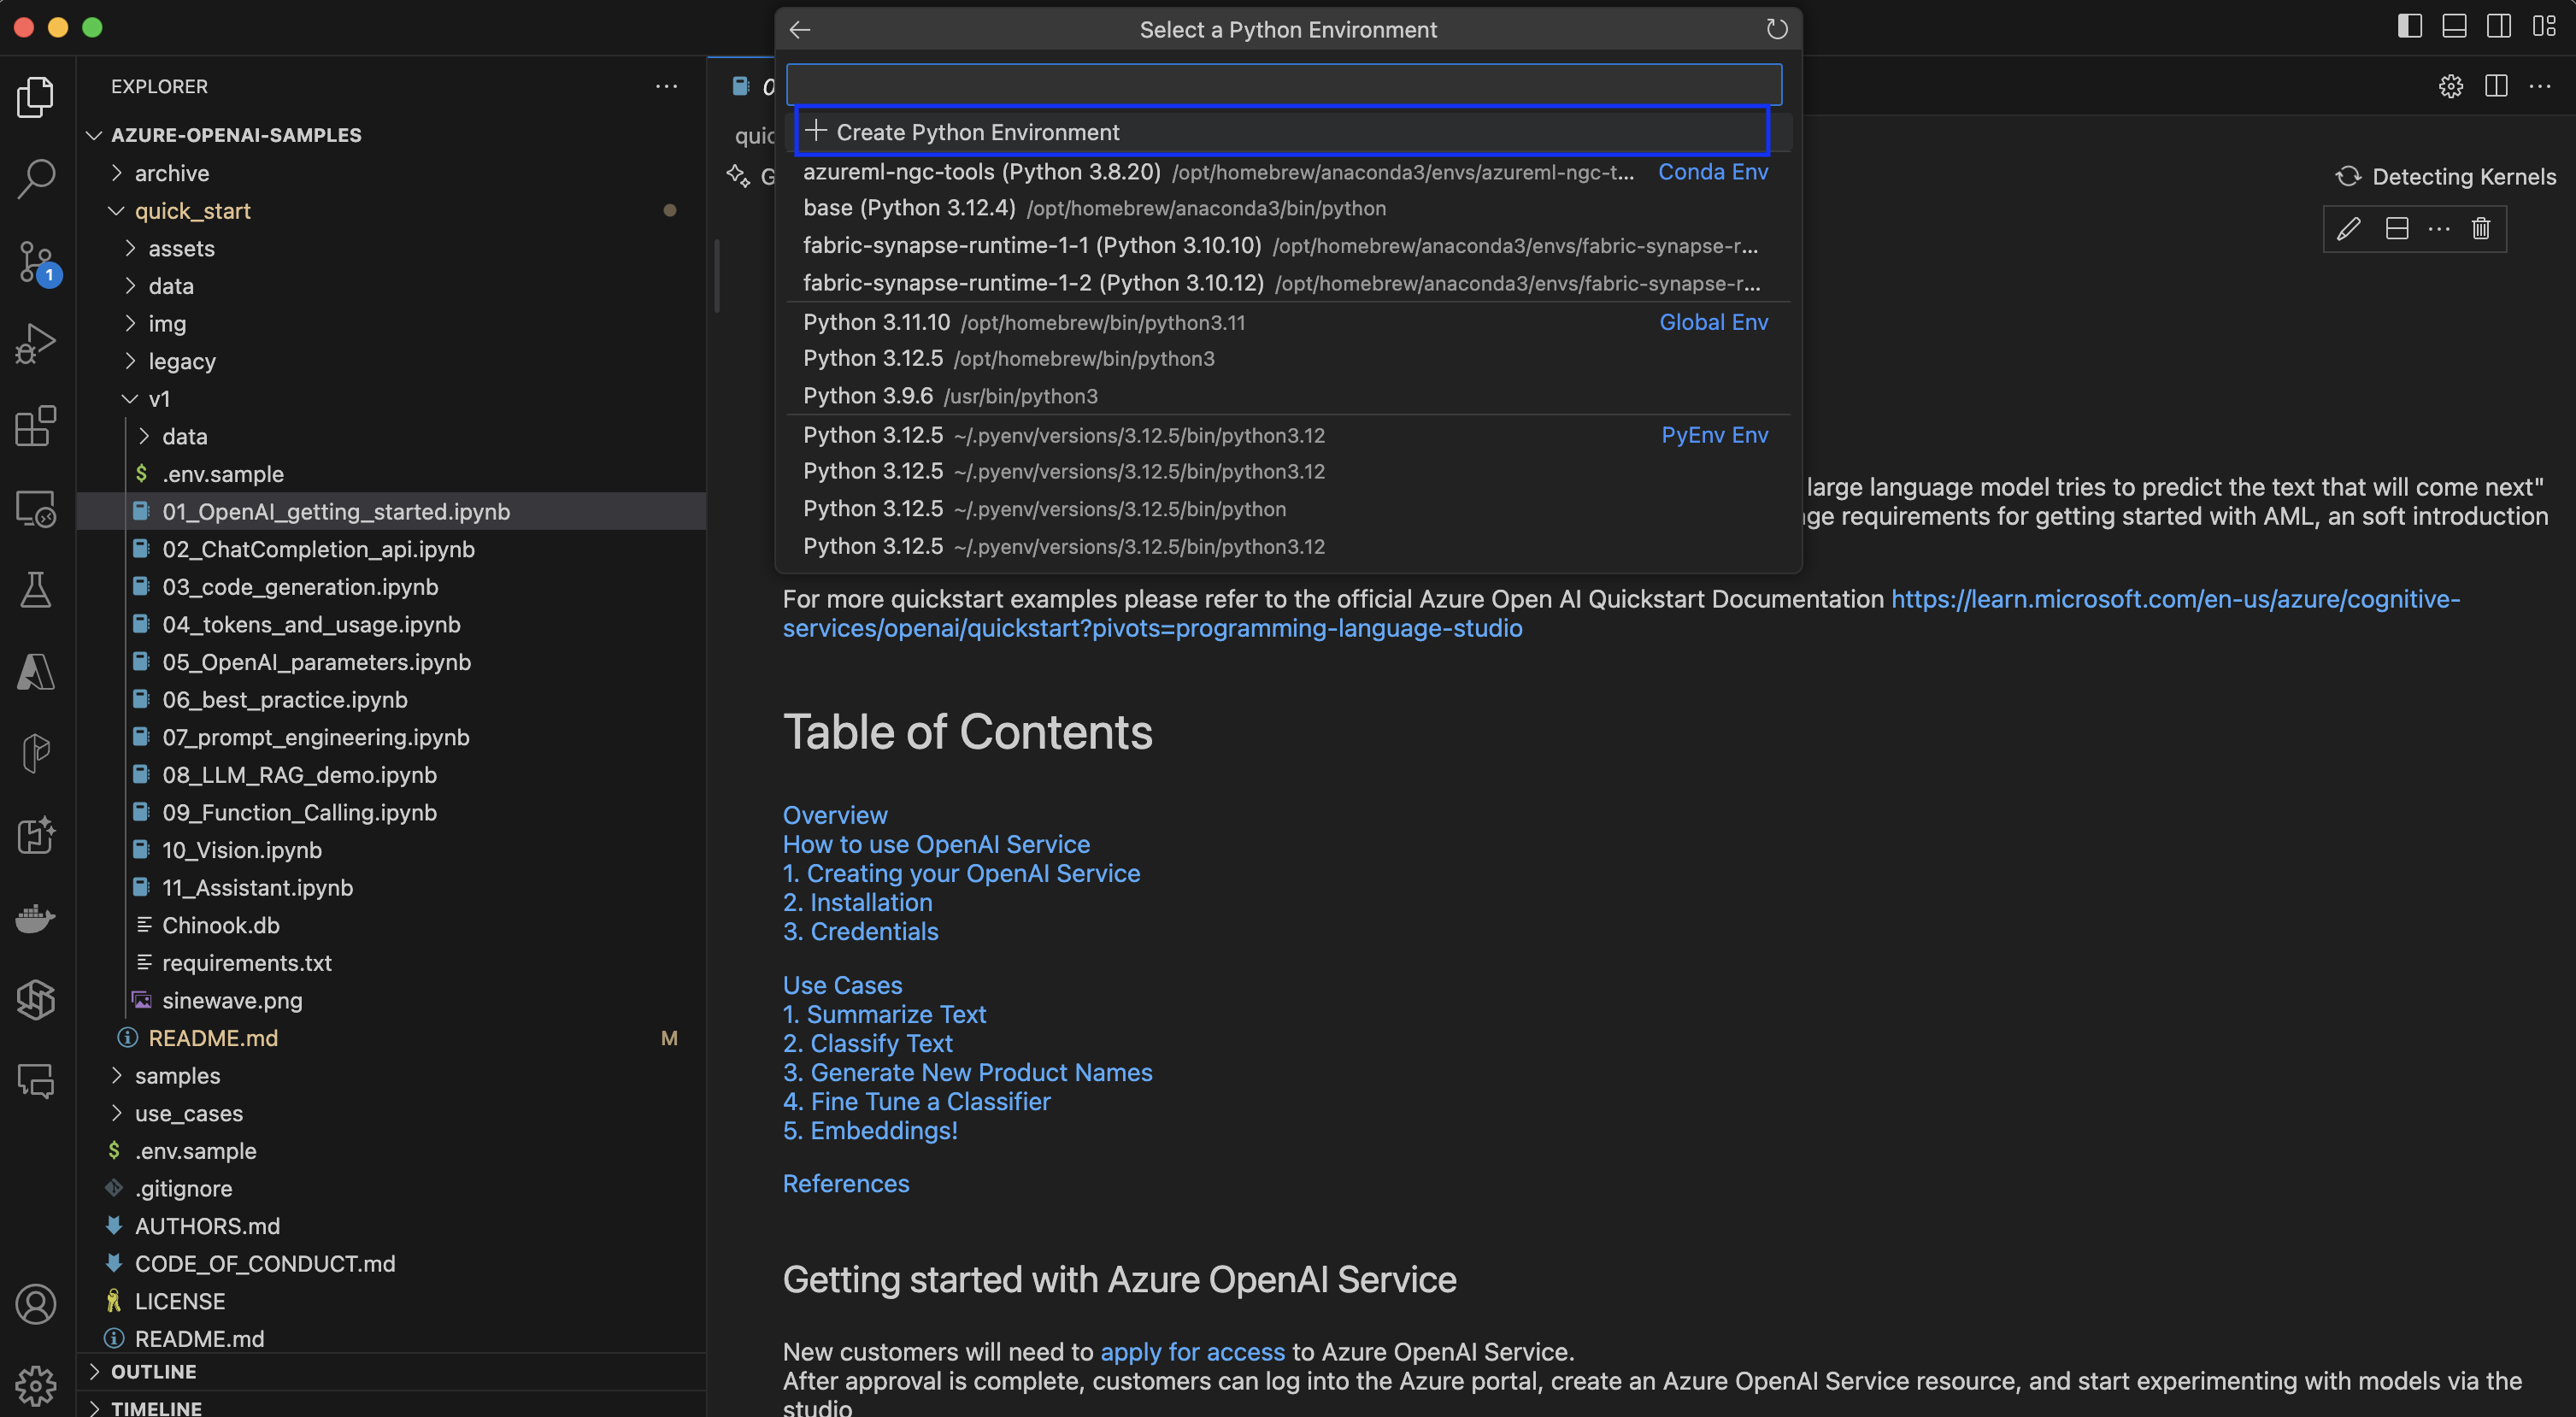 Select a Python Environment
EXPLORER
AZURE-OPENAI-SAMPLES
archive
quick_start
assets
data
img
legacy
v1
data
$ .env.sample
01_OpenAI_getting_started.ipynb
02_ChatCompletion_api.ipynb
03_code_generation.ipynb
04_tokens_and_usage.ipynb
05_OpenAI_parameters.ipynb
06_best_practice.ipynb
07_prompt_engineering.ipynb
08_LLM_RAG_demo.ipynb
09_Function_Calling.ipynb
10_Vision.ipynb
11_Assistant.ipynb
Chinook.db
requirements.txt
sinewave.png
README.md M
samples
use_cases
$ .env.sample
.gitignore
AUTHORS.md
CODE_OF_CONDUCT.md
LICENSE
README.md
OUTLINE
TIMELINE
1
+ Create Python Environment
azureml-ngc-tools (Python 3.8.20) /opt/homebrew/anaconda3/envs/azureml-ngc-t... Conda Env
base (Python 3.12.4) /opt/homebrew/anaconda3/bin/python
fabric-synapse-runtime-1-1 (Python 3.10.10) /opt/homebrew/anaconda3/envs/fabric-synapse-r...
fabric-synapse-runtime-1-2 (Python 3.10.12) /opt/homebrew/anaconda3/envs/fabric-synapse-r...
Python 3.11.10 /opt/homebrew/bin/python3.11 Global Env
Python 3.12.5 /opt/homebrew/bin/python3
Python 3.9.6 /usr/bin/python3
Python 3.12.5 ~/.pyenv/versions/3.12.5/bin/python3.12 PyEnv Env
Python 3.12.5 ~/.pyenv/versions/3.12.5/bin/python3.12
Python 3.12.5 ~/.pyenv/versions/3.12.5/bin/python
Python 3.12.5 ~/.pyenv/versions/3.12.5/bin/python3.12
quic
G
Detecting Kernels
large language model tries to predict the text that will come next"
ge requirements for getting started with AML, an soft introduction
For more quickstart examples please refer to the official Azure Open AI Quickstart Documentation https://learn.microsoft.com/en-us/azure/cognitive-
services/openai/quickstart?pivots=programming-language-studio
Table of Contents
Overview
How to use OpenAI Service
1. Creating your OpenAI Service
2. Installation
3. Credentials
Use Cases
1. Summarize Text
2. Classify Text
3. Generate New Product Names
4. Fine Tune a Classifier
5. Embeddings!
References
Getting started with Azure OpenAI Service
New customers will need to apply for access to Azure OpenAI Service.
After approval is complete, customers can log into the Azure portal, create an Azure OpenAI Service resource, and start experimenting with models via the
studio